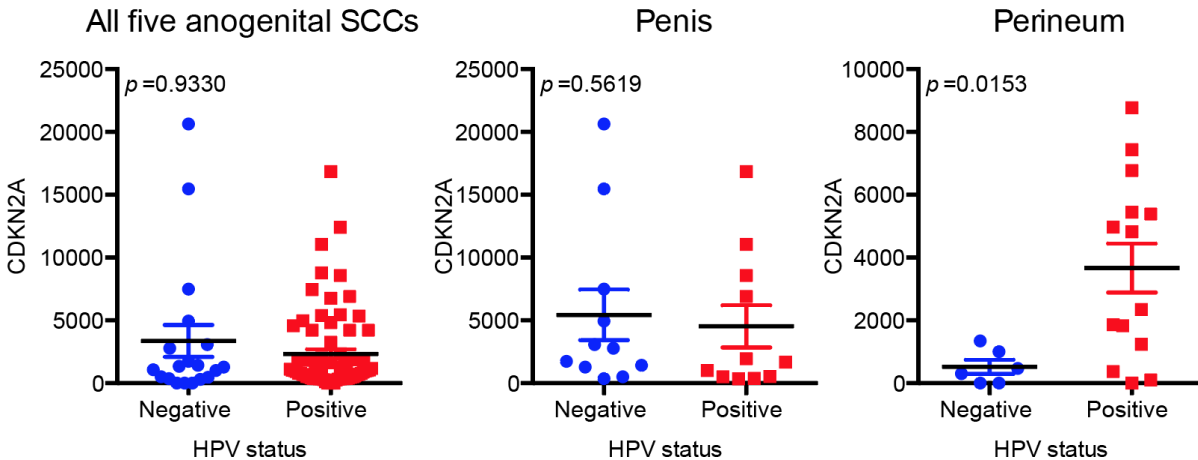 All five anogenital SCCs
CDKN2A
25000
20000
15000
10000
5000
0
p =0.9330
Negative
Positive
HPV status
Penis
CDKN2A
25000
20000
15000
10000
5000
0
p =0.5619
Negative
Positive
HPV status
Perineum
CDKN2A
10000
8000
6000
4000
2000
0
p =0.0153
Negative
Positive
HPV status